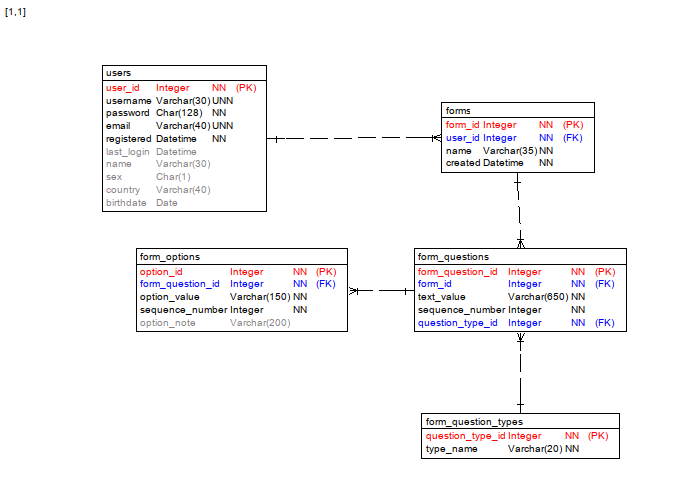 [1,1]
users
user_id Integer NN (PK)
username Varchar(30) UNN
password Char(128) NN
email Varchar(40) UNN
registered Datetime NN
last_login Datetime
name Varchar(30)
sex Char(1)
country Varchar(40)
birthdate Date
forms
form_id Integer NN (PK)
user_id Integer NN (FK)
name Varchar(35) NN
created Datetime NN
form_options
option_id Integer NN (PK)
form_question_id Integer NN (FK)
option_value Varchar(150) NN
sequence_number Integer NN
option_note Varchar(200)
form_questions
form_question_id Integer NN (PK)
form_id Integer NN (FK)
text_value Varchar(650) NN
sequence_number Integer NN
question_type_id Integer NN (FK)
form_question_types
question_type_id Integer NN (PK)
type_name Varchar(20) NN